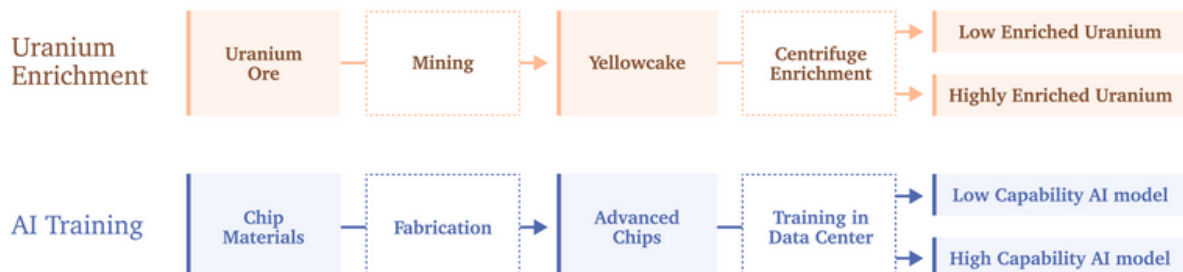 Uranium
Enrichment
Uranium
Ore
Mining
Yellowcake
Centrifuge
Enrichment
Low Enriched Uranium
Highly Enriched Uranium
AI Training
Chip
Materials
Fabrication
Advanced
Chips
Training in
Data Center
Low Capability AI model
High Capability AI model